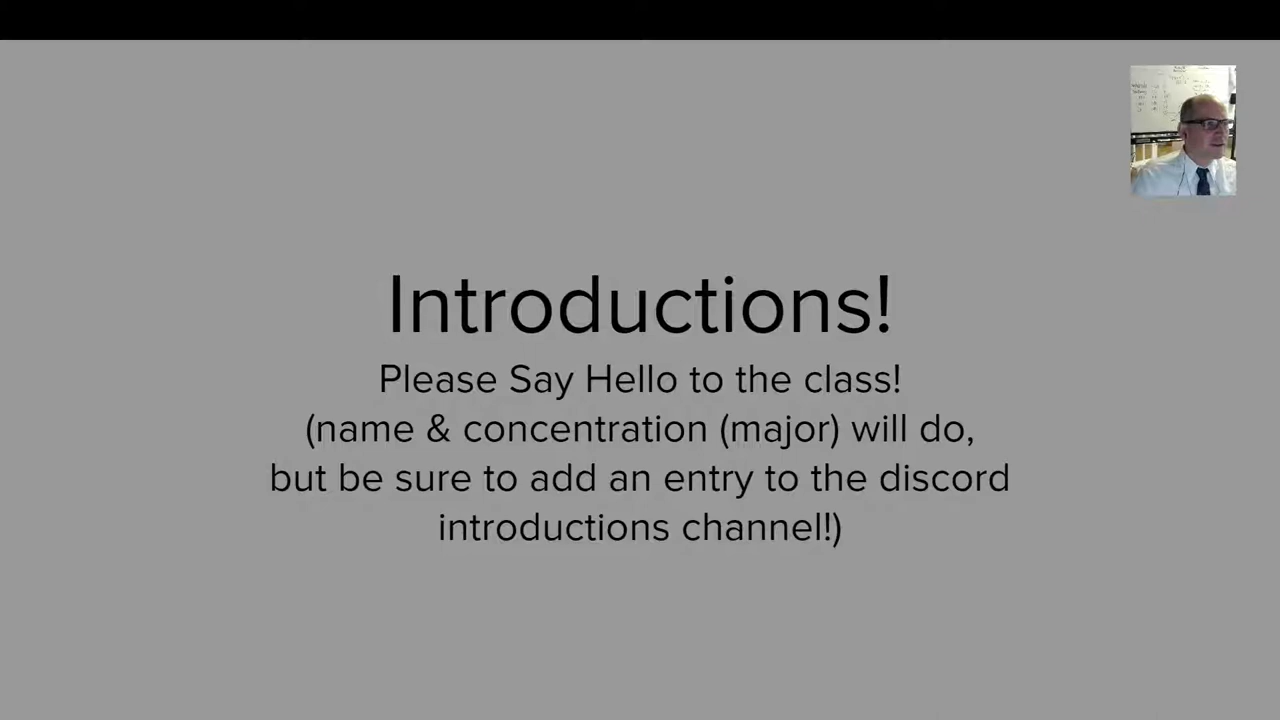 Introductions!
Please Say Hello to the class!
(name & concentration (major) will do,
but be sure to add an entry to the discord
introductions channel!)